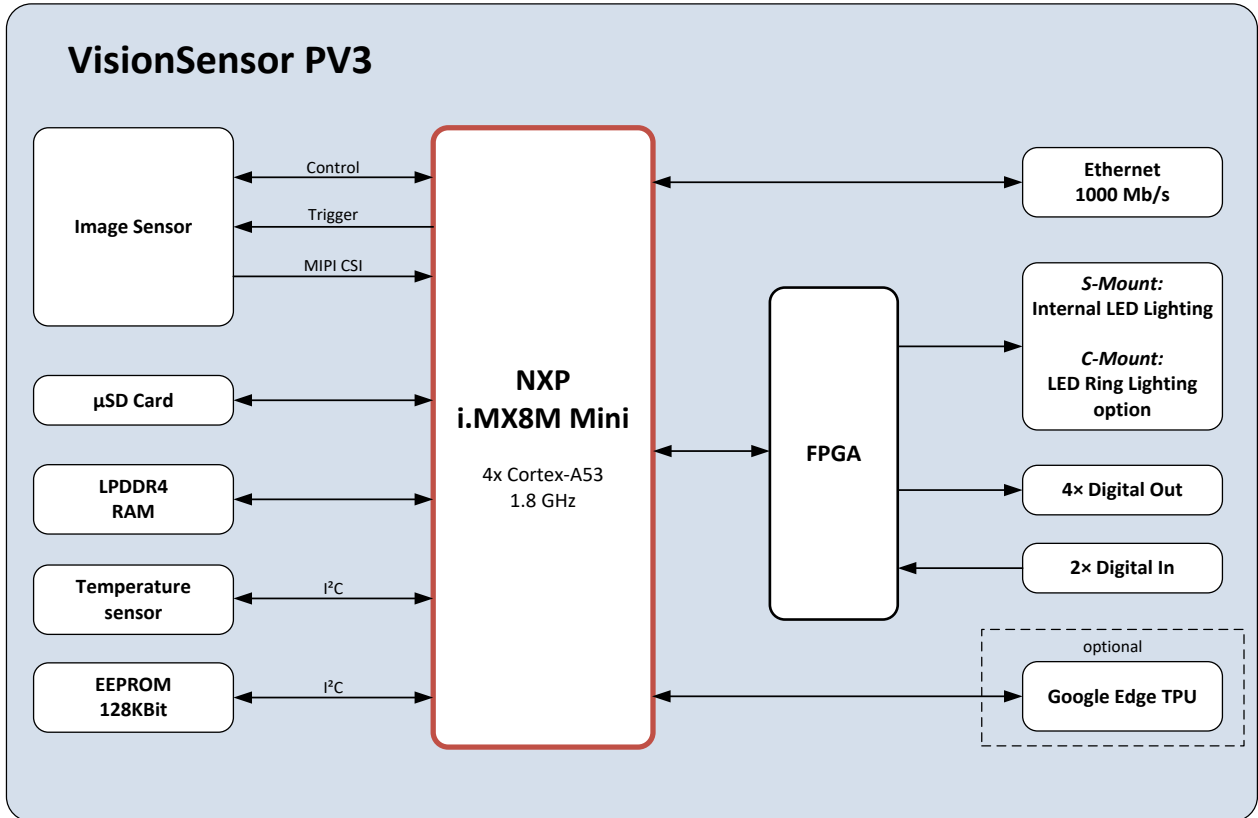 VisionSensor PV3
Image Sensor
Control
Trigger
MIPI CSI
µSD Card
LPDDR4
RAM
Temperature
sensor
I²C
EEPROM
128KBit
I²C
NXP
i.MX8M Mini
4x Cortex-A53
1.8 GHz
FPGA
Ethernet
1000 Mb/s
S-Mount:
Internal LED Lighting
C-Mount:
LED Ring Lighting
option
4× Digital Out
2× Digital In
optional
Google Edge TPU